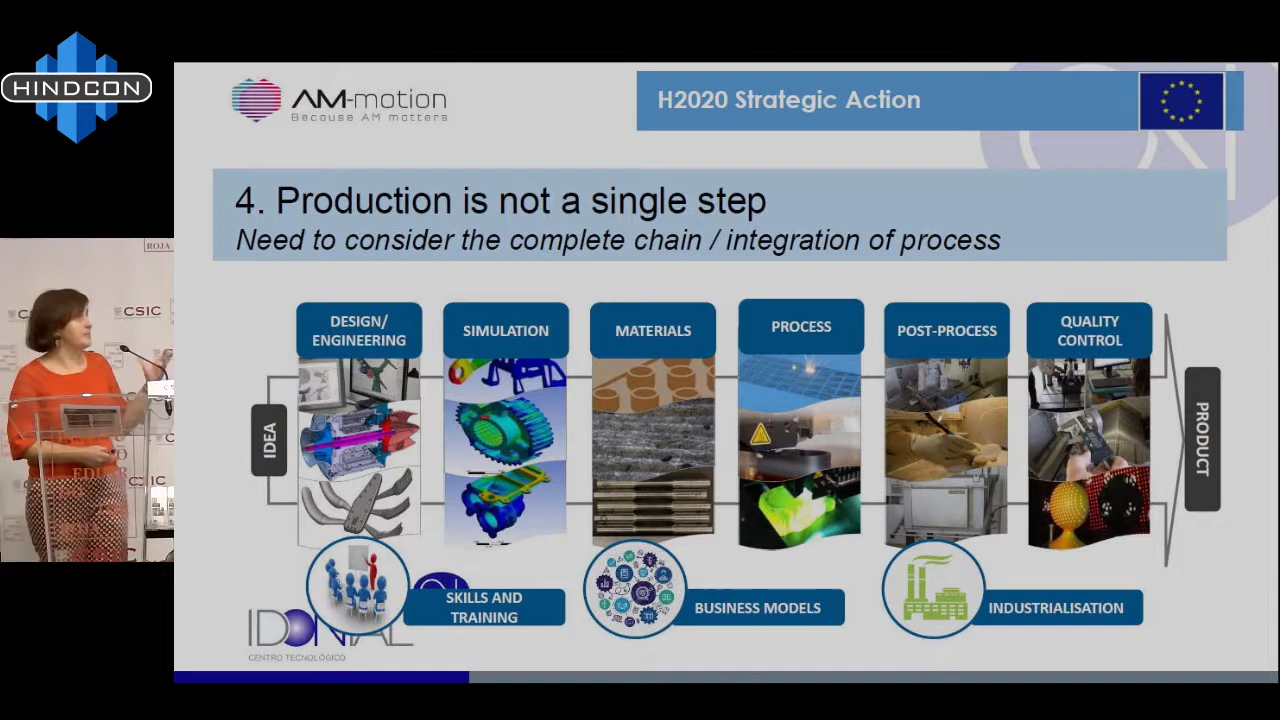 HINDCON
AM-motion
Because AM matters
H2020 Strategic Action
4. Production is not a single step
Need to consider the complete chain / integration of process
DESIGN/
ENGINEERING
SIMULATION
MATERIALS
PROCESS
POST-PROCESS
QUALITY
CONTROL
IDEA
PRODUCT
SKILLS AND
TRAINING
BUSINESS MODELS
INDUSTRIALISATION
IDONIAL
CENTRO TECNOLÓGICO
ROJA
CSIC
CSIC